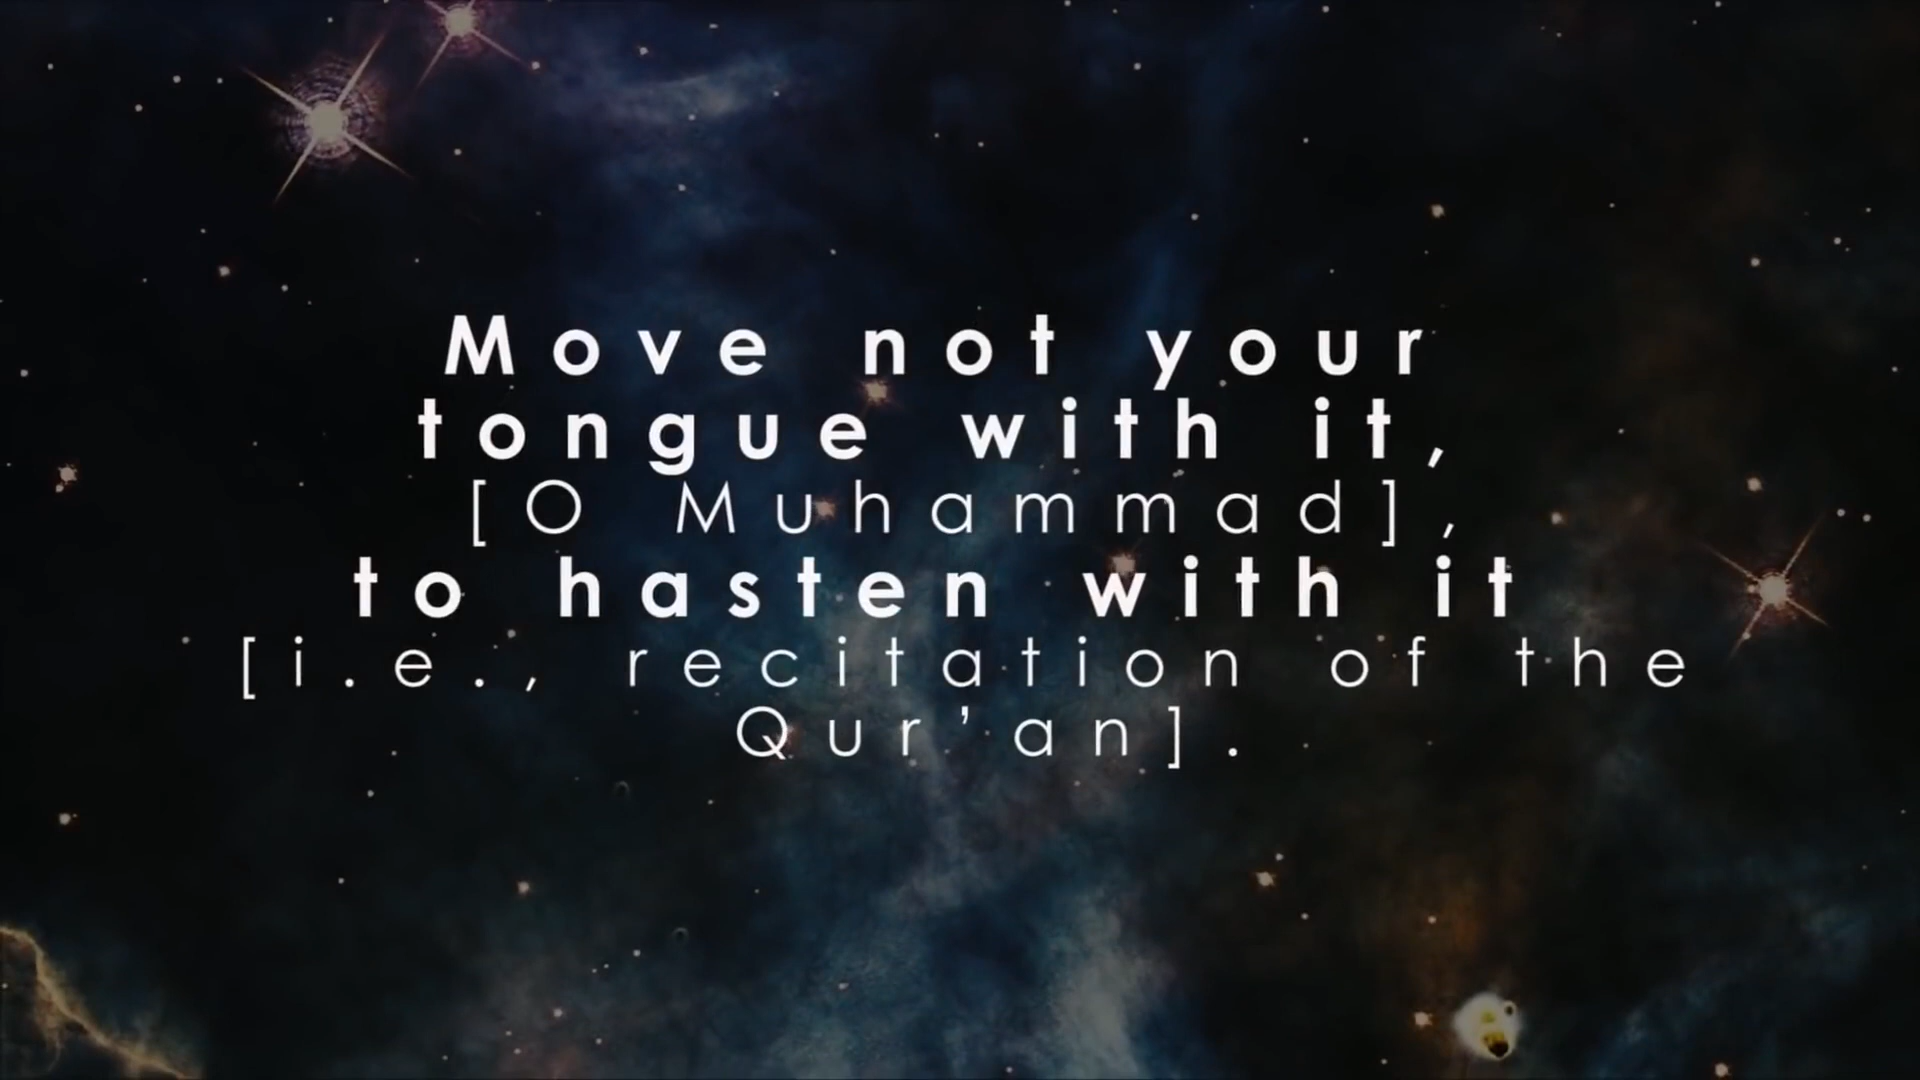 Move not your
tongue with it,
[O Muhammad],
to hasten with it
[i.e., recitation of the
Qur’an].